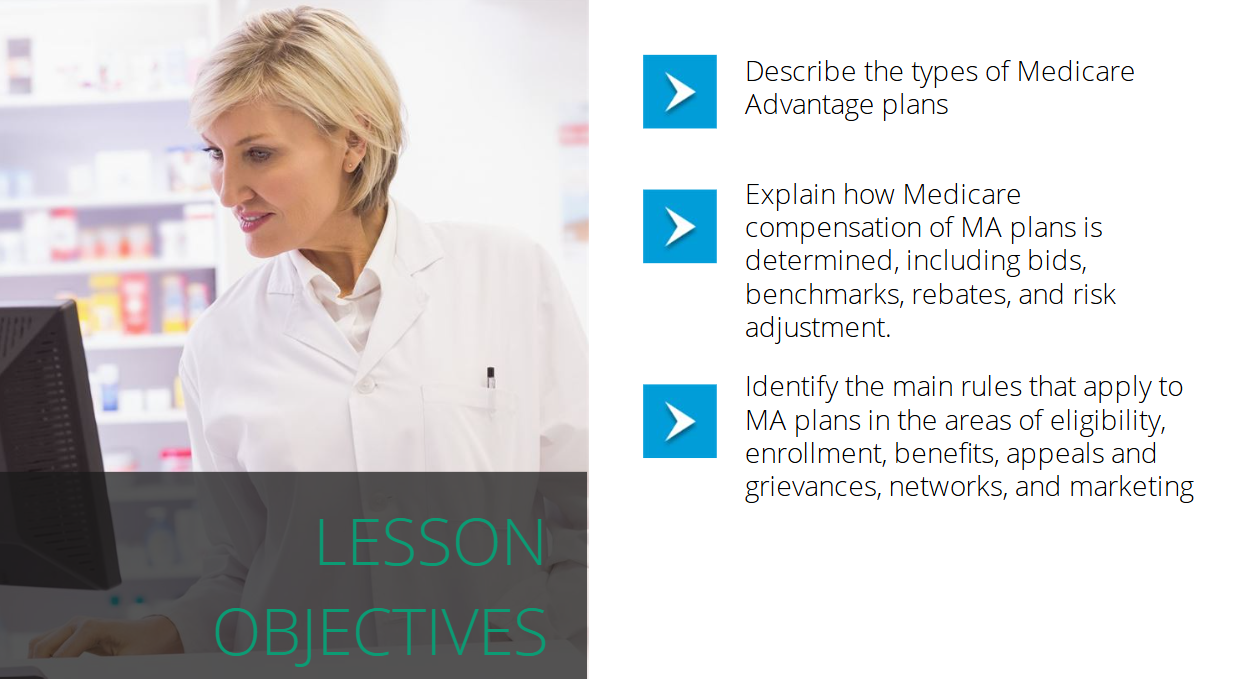 Describe the types of Medicare
Advantage plans
Explain how Medicare
compensation of MA plans is
determined, including bids,
benchmarks, rebates, and risk
adjustment.
Identify the main rules that apply to
MA plans in the areas of eligibility,
enrollment, benefits, appeals and
grievances, networks, and marketing
LESSON
OBJECTIVES